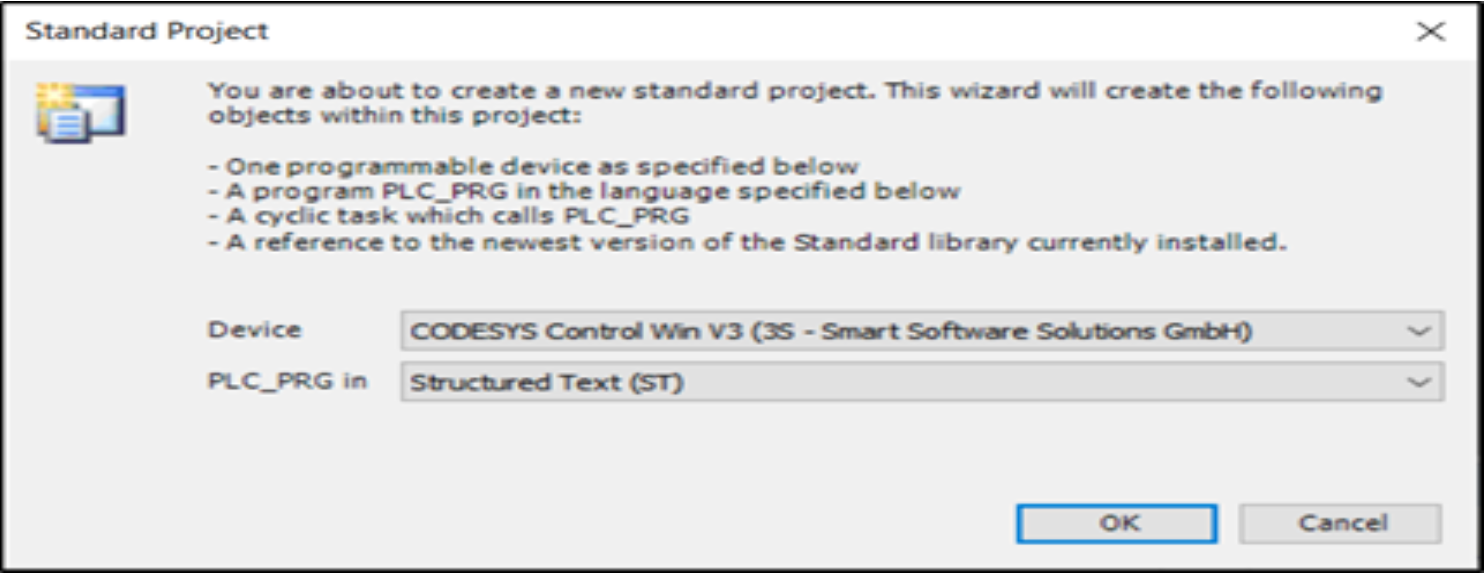 Standard Project
You are about to create a new standard project. This wizard will create the following
objects within this project:
- One programmable device as specified below
- A program PLC_PRG in the language specified below
- A cyclic task which calls PLC_PRG
- A reference to the newest version of the Standard library currently installed.
Device CODESYS Control Win V3 (3S - Smart Software Solutions GmbH)
PLC_PRG in Structured Text (ST)
OK Cancel